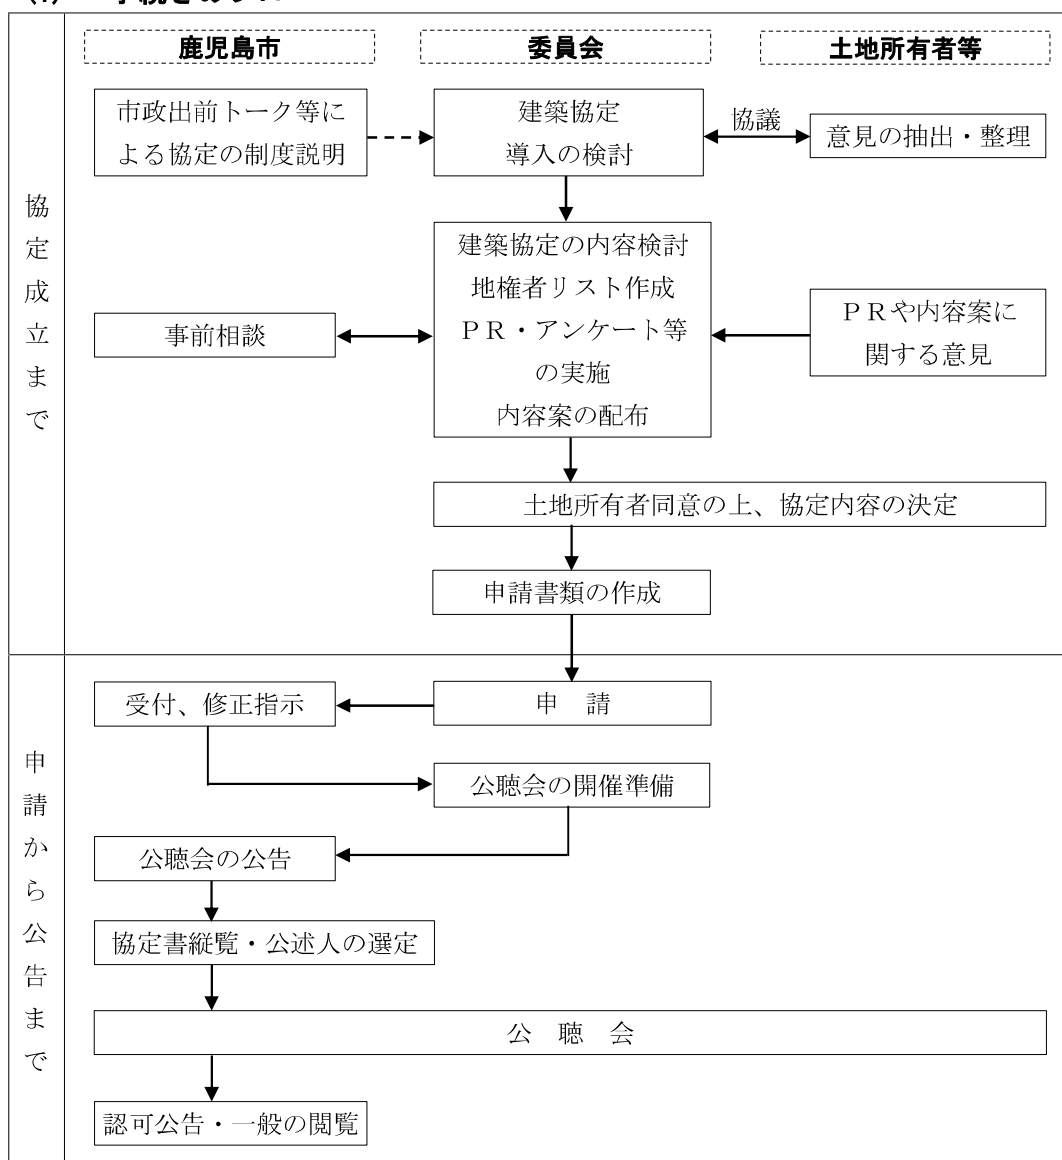 鹿児島市
委員会
土地所有者等
協定成立まで
市政出前トーク等に
よる協定の制度説明
建築協定
導入の検討
協議
意見の抽出・整理
建築協定の内容検討
地権者リスト作成
ＰＲ・アンケート等
の実施
内容案の配布
事前相談
ＰＲや内容案に
関する意見
土地所有者同意の上、協定内容の決定
申請書類の作成
申請から公告まで
受付、修正指示
申　請
公聴会の開催準備
公聴会の公告
協定書縦覧・公述人の選定
公　聴　会
認可公告・一般の閲覧